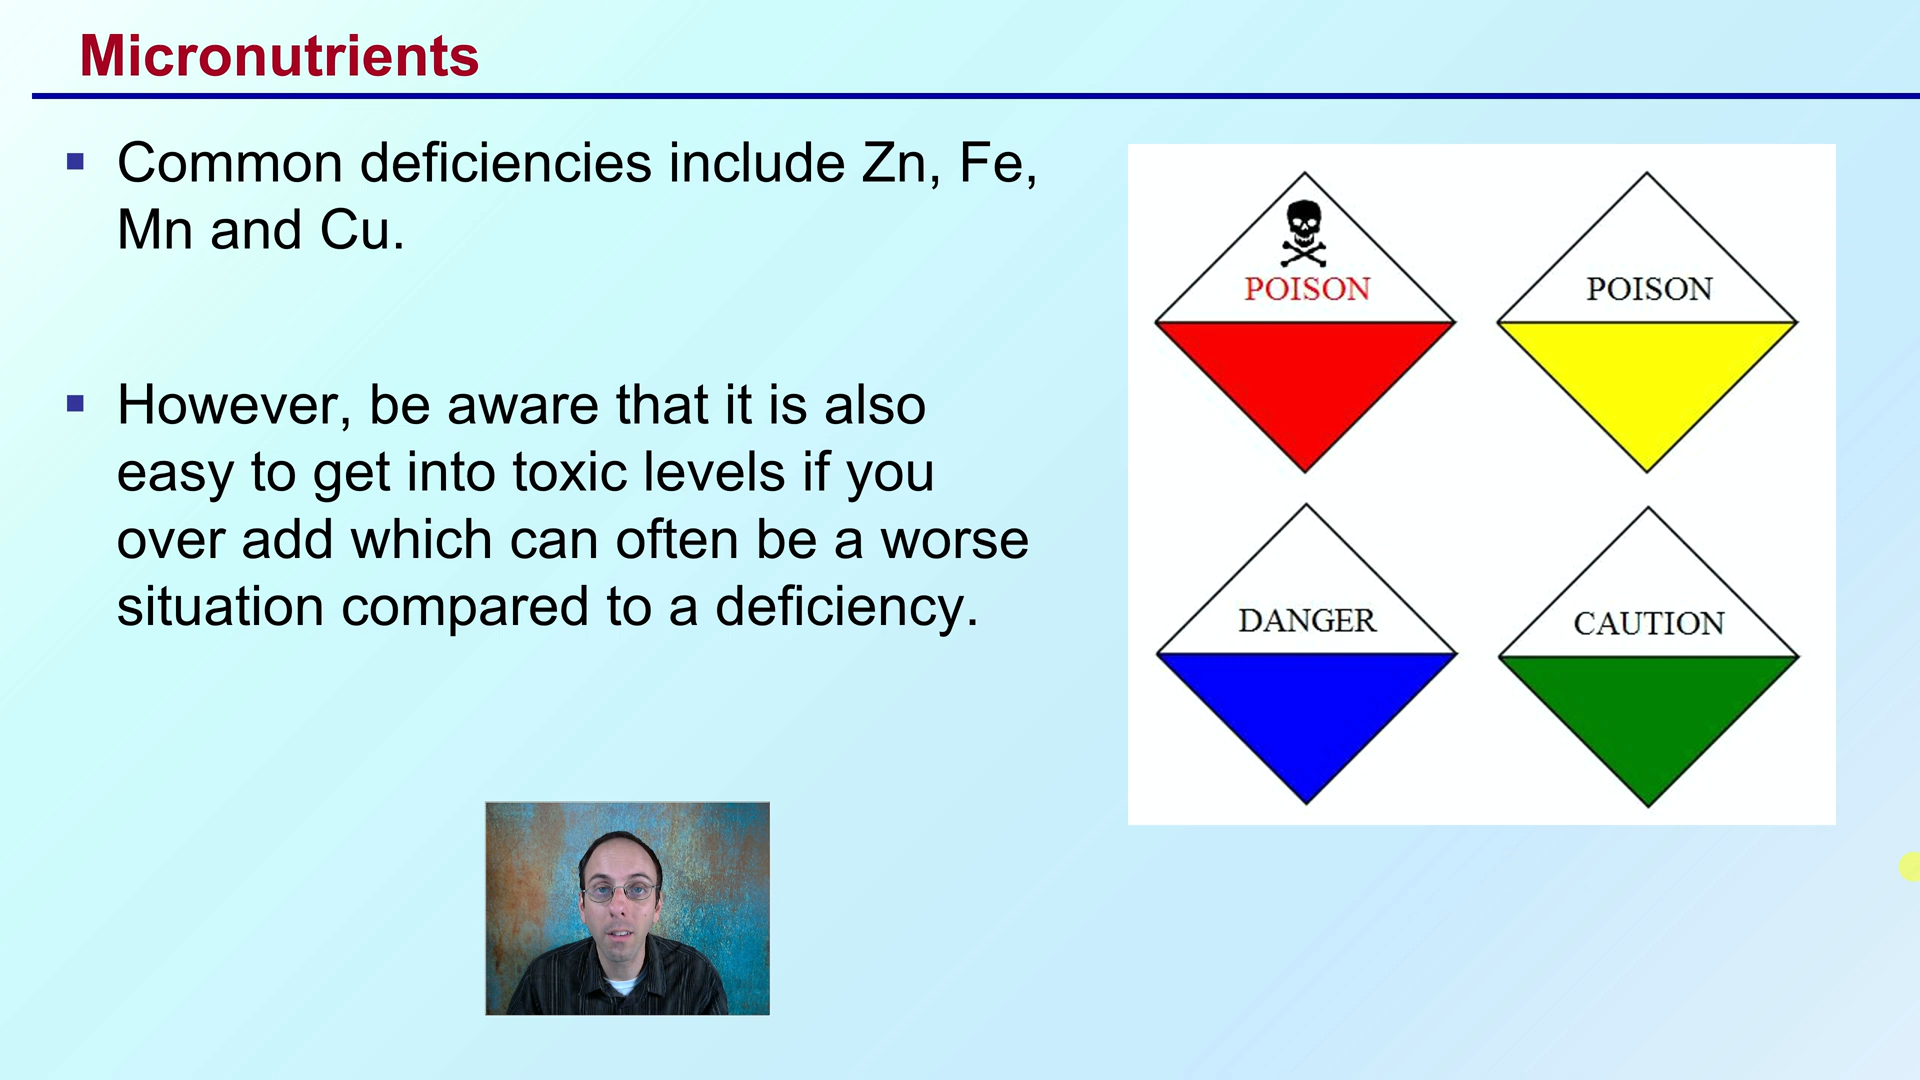 Micronutrients
Common deficiencies include Zn, Fe,
Mn and Cu.
However, be aware that it is also
easy to get into toxic levels if you
over add which can often be a worse
situation compared to a deficiency.
POISON
POISON
DANGER
CAUTION